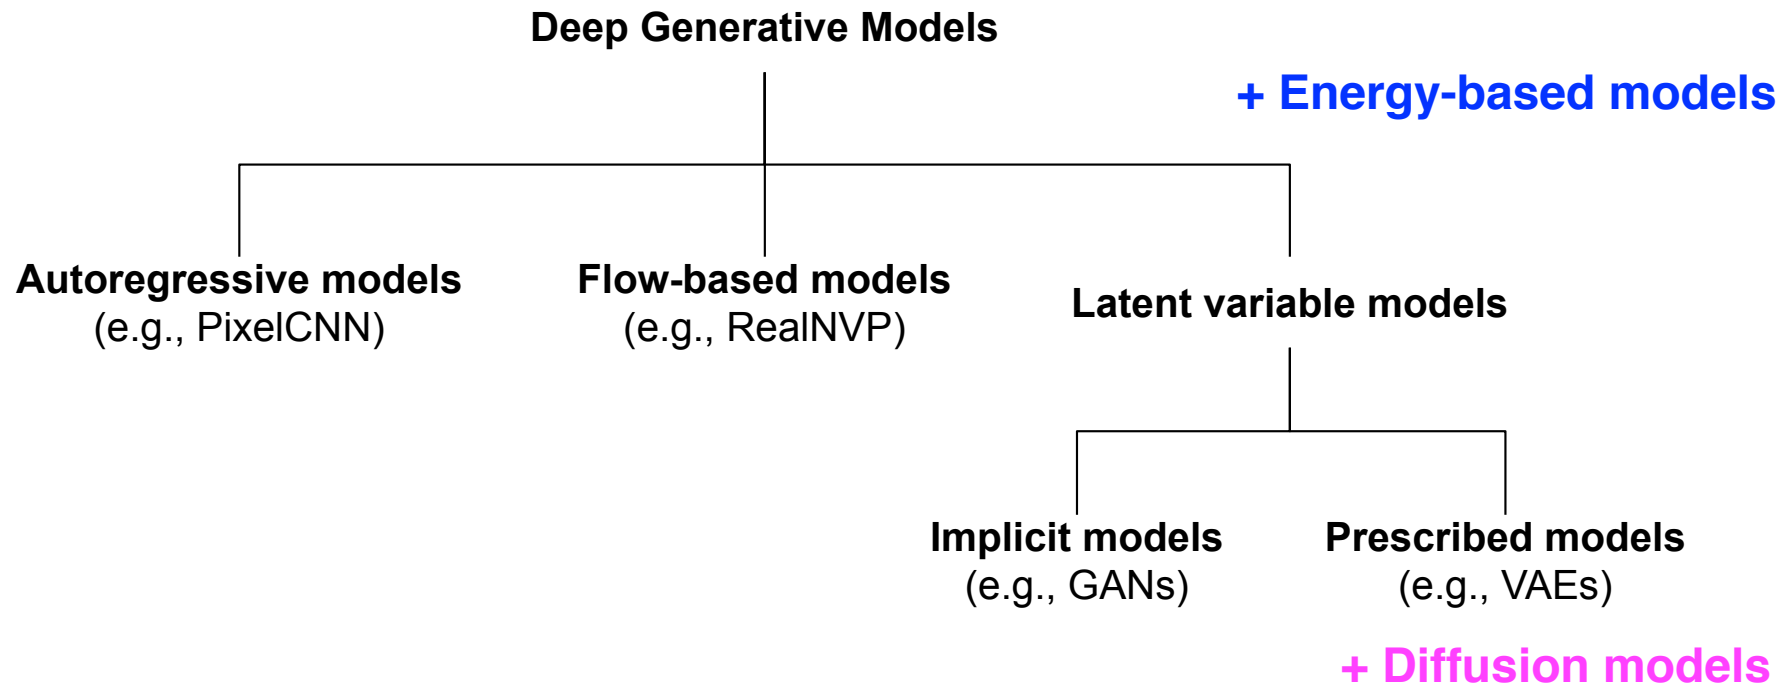 Deep Generative Models
+ Energy-based models
Autoregressive models
(e.g., PixelCNN)
Flow-based models
(e.g., RealNVP)
Latent variable models
Implicit models
(e.g., GANs)
Prescribed models
(e.g., VAEs)
+ Diffusion models